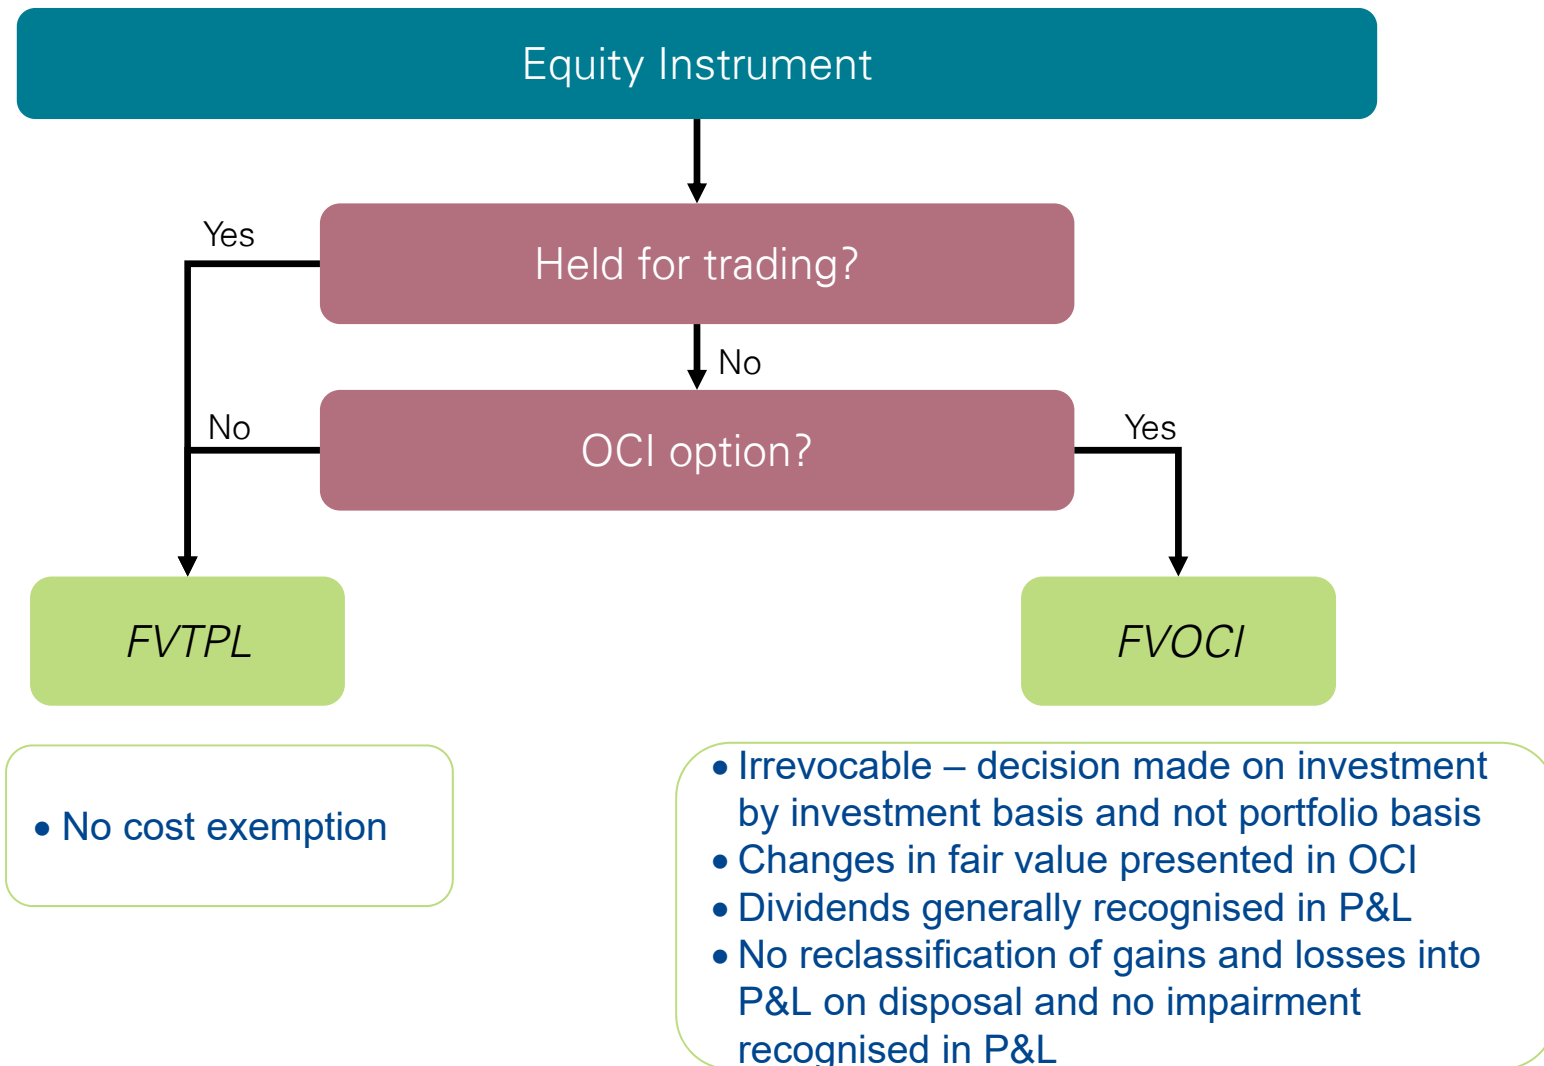 Equity Instrument
Yes
Held for trading?
No
No
OCI option?
Yes
FVTPL
FVOCI
• No cost exemption
• Irrevocable – decision made on investment
by investment basis and not portfolio basis
• Changes in fair value presented in OCI
• Dividends generally recognised in P&L
• No reclassification of gains and losses into
P&L on disposal and no impairment
recognised in P&L